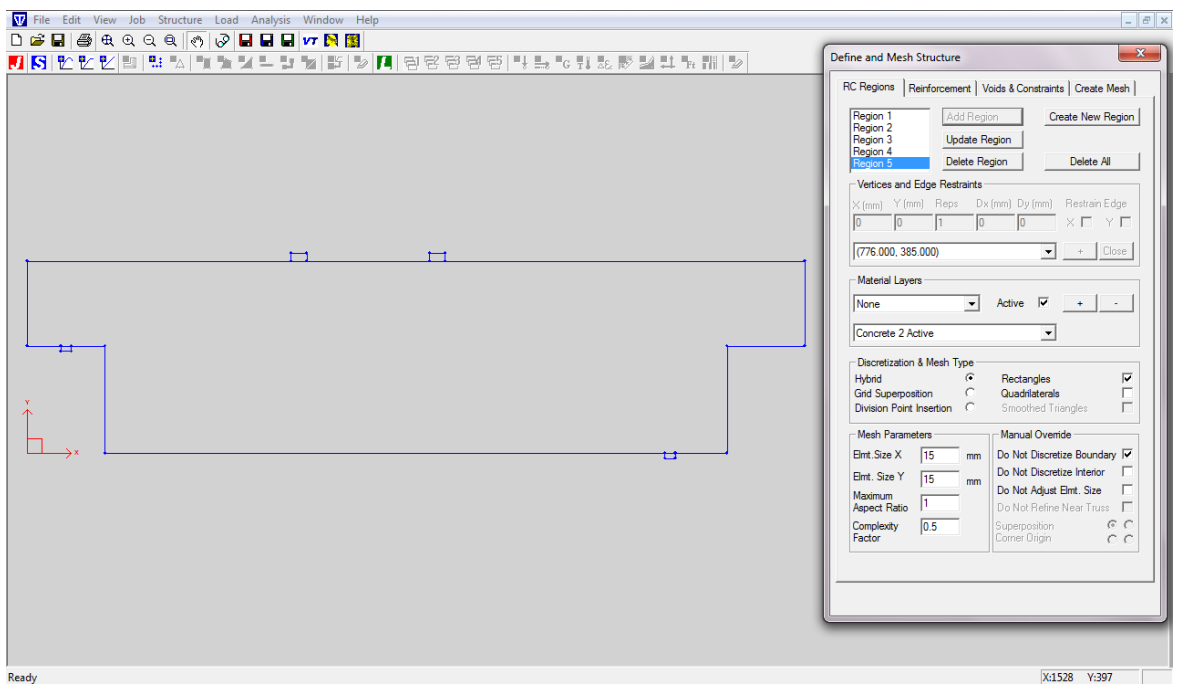 File Edit View Job Structure Load Analysis Window Help
VT
Define and Mesh Structure
RC Regions Reinforcement Voids & Constraints Create Mesh
Region 1
Region 2
Region 3
Region 4
Region 5
Add Region
Create New Region
Update Region
Delete Region
Delete All
Vertices and Edge Restraints
X (mm) Y (mm) Reps Dx (mm) Dy (mm) Restrain Edge
0 0 1 0 0 X Y
(776.000, 385.000) + Close
Material Layers
None Active + -
Concrete 2 Active
Discretization & Mesh Type
Hybrid Rectangles
Grid Superposition Quadrilaterals
Division Point Insertion Smoothed Triangles
Mesh Parameters
Elmt.Size X 15 mm
Elmt. Size Y 15 mm
Maximum
Aspect Ratio 1
Complexity
Factor 0.5
Manual Override
Do Not Discretize Boundary
Do Not Discretize Interior
Do Not Adjust Elmt. Size
Do Not Refine Near Truss
Superposition
Corner Origin
Y
X
Ready
X:1528 Y:397